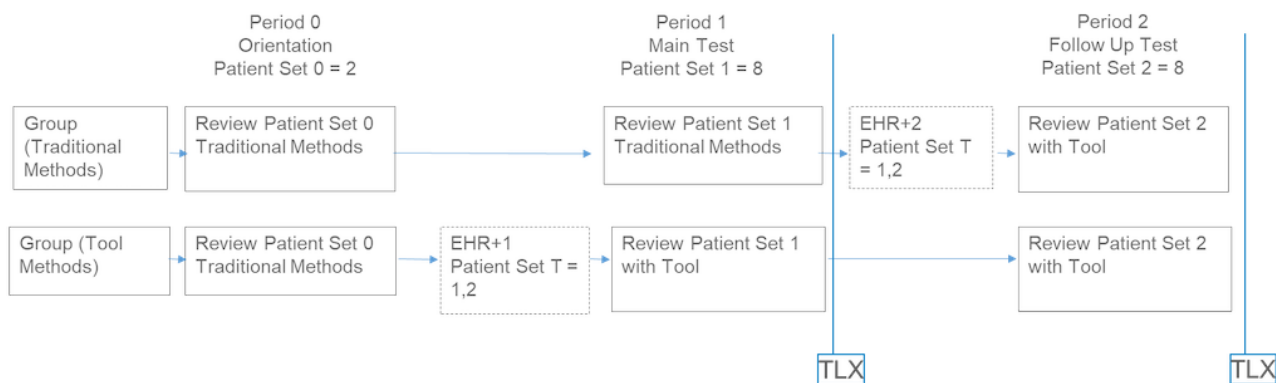 Period 0
Orientation
Patient Set 0 = 2
Period 1
Main Test
Patient Set 1 = 8
Period 2
Follow Up Test
Patient Set 2 = 8
Group
(Traditional
Methods)
Review Patient Set 0
Traditional Methods
Review Patient Set 1
Traditional Methods
EHR+2
Patient Set T
= 1,2
Review Patient Set 2
with Tool
Group (Tool
Methods)
Review Patient Set 0
Traditional Methods
EHR+1
Patient Set T =
1,2
Review Patient Set 1
with Tool
Review Patient Set 2
with Tool
TLX
TLX